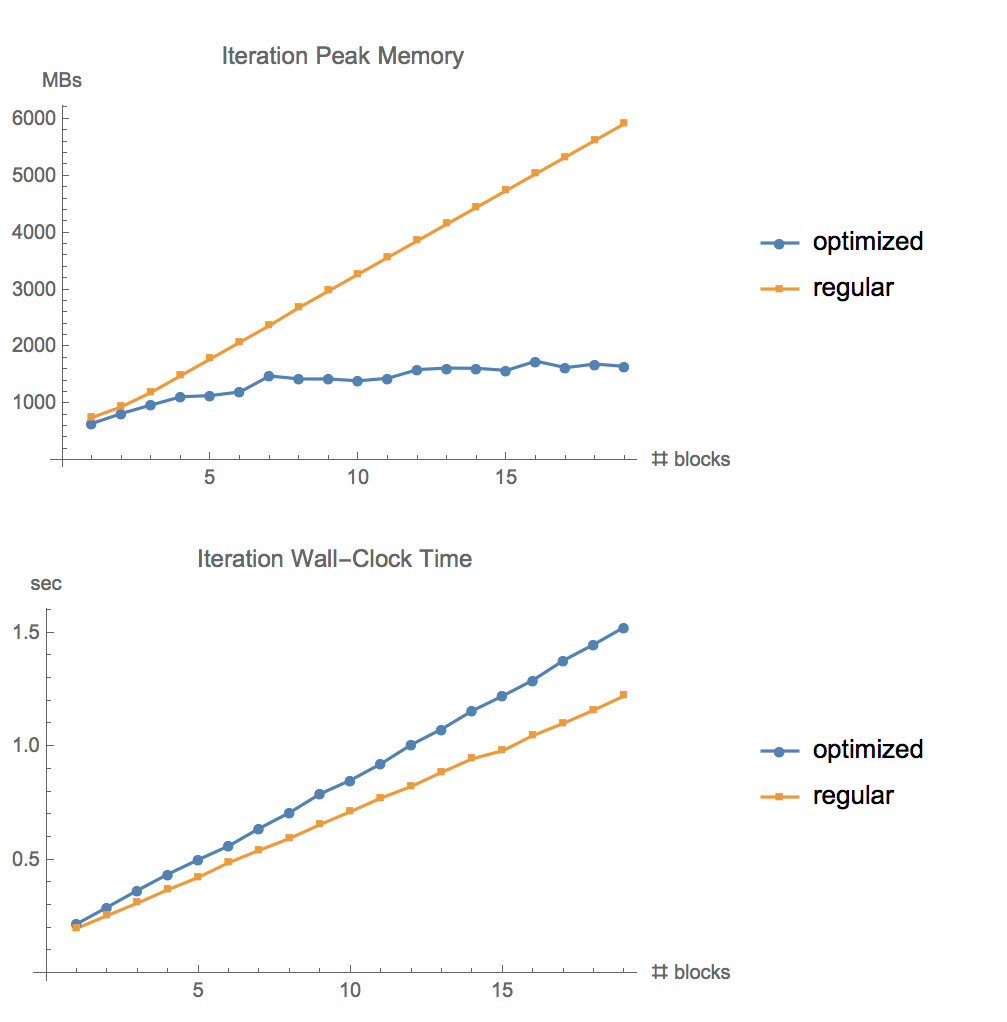 Iteration Peak Memory
MBs
6000
5000
4000
3000
2000
1000
5 10 15
# blocks
optimized
regular
Iteration Wall–Clock Time
sec
1.5
1.0
0.5
5 10 15
# blocks
optimized
regular